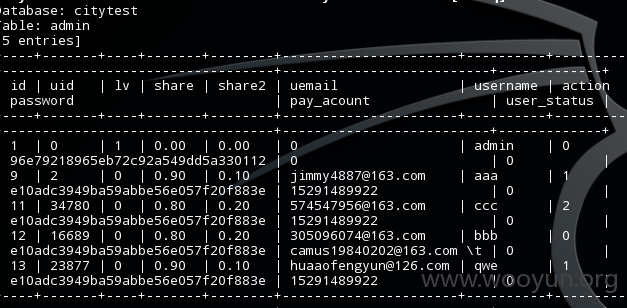 Database: citytest
Table: admin
5 entries]
id | uid | lv | share | share2 | uemail | username | action
password | pay_acount | user_status |
1 | 0 | 1 | 0.00 | 0.00 | 0 | admin | 0
96e79218965eb72c92a549dd5a330112 | 0 | 0 |
9 | 2 | 0 | 0.90 | 0.10 | jimmy4887@163.com | aaa | 1
e10adc3949ba59abbe56e057f20f883e | 15291489922 | 0 |
11 | 34780 | 0 | 0.80 | 0.20 | 574547956@163.com | ccc | 2
e10adc3949ba59abbe56e057f20f883e | 15291489922 | 0 |
12 | 16689 | 0 | 0.80 | 0.20 | 305096074@163.com | bbb | 0
e10adc3949ba59abbe56e057f20f883e | camus19840202@163.com \t | 0 |
13 | 23877 | 0 | 0.90 | 0.10 | huaaofengyun@126.com | qwe | 1
e10adc3949ba59abbe56e057f20f883e | 15291489922 | 0 |
www.wooyun.org